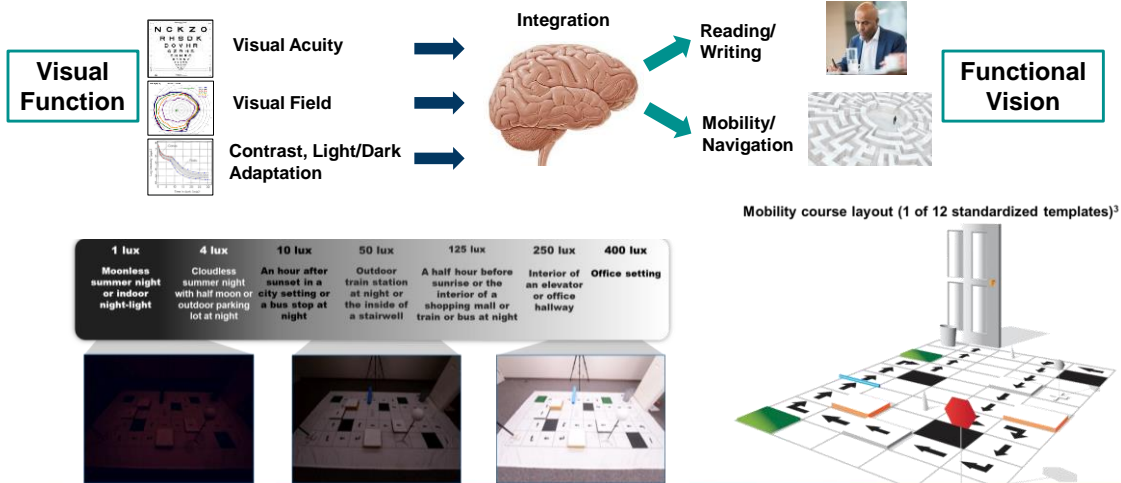 Visual
Function
N C K Z O
R H S D K
D O V H R
Visual Acuity
Visual Field
Contrast, Light/Dark
Adaptation
Integration
Reading/
Writing
Mobility/
Navigation
Functional
Vision
1 lux
Moonless
summer night
or indoor
night-light
4 lux
Cloudless
summer night
with half moon or
outdoor parking
lot at night
10 lux
An hour after
sunset in a
city setting or
a bus stop at
night
50 lux
Outdoor
train station
at night or
the inside of
a stairwell
125 lux
A half hour before
sunrise or the
interior of a
shopping mall or
train or bus at night
250 lux
Interior of
an elevator
or office
hallway
400 lux
Office setting
Mobility course layout (1 of 12 standardized templates)³